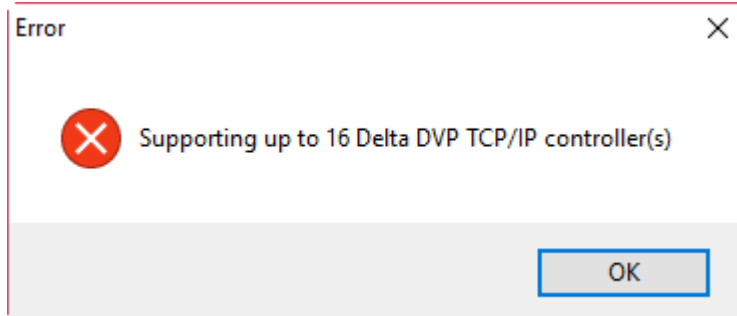 Error
Supporting up to 16 Delta DVP TCP/IP controller(s)
OK